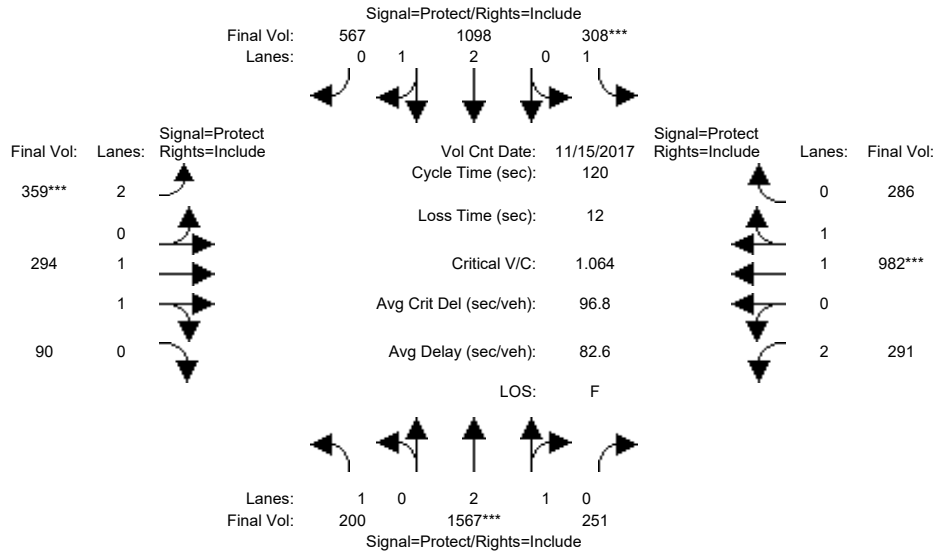 Signal=Protect/Rights=Include
Final Vol: 567 1098 308***
Lanes: 0 1 2 0 1
Signal=Protect Signal=Protect
Final Vol: Lanes: Rights=Include Vol Cnt Date: 11/15/2017 Rights=Include Lanes: Final Vol:
Cycle Time (sec): 120
359*** 2 0 286
Loss Time (sec): 12
0 1
294 1 Critical V/C: 1.064 1 982***
1 Avg Crit Del (sec/veh): 96.8 0
90 0 Avg Delay (sec/veh): 82.6 2 291
LOS: F
Lanes: 1 0 2 1 0
Final Vol: 200 1567*** 251
Signal=Protect/Rights=Include